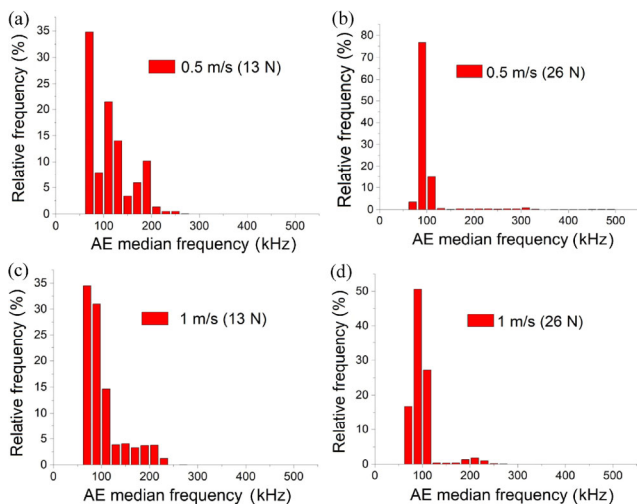 (a)
35
30
25
20
15
10
5
0
Relative frequency (%)
0.5 m/s (13 N)
0 100 200 300 400 500
AE median frequency (kHz)
(b)
80
70
60
50
40
30
20
10
0
Relative frequency (%)
0.5 m/s (26 N)
0 100 200 300 400 500
AE median frequency (kHz)
(c)
35
30
25
20
15
10
5
0
Relative frequency (%)
1 m/s (13 N)
0 100 200 300 400 500
AE median frequency (kHz)
(d)
50
40
30
20
10
0
Relative frequency (%)
1 m/s (26 N)
0 100 200 300 400 500
AE median frequency (kHz)